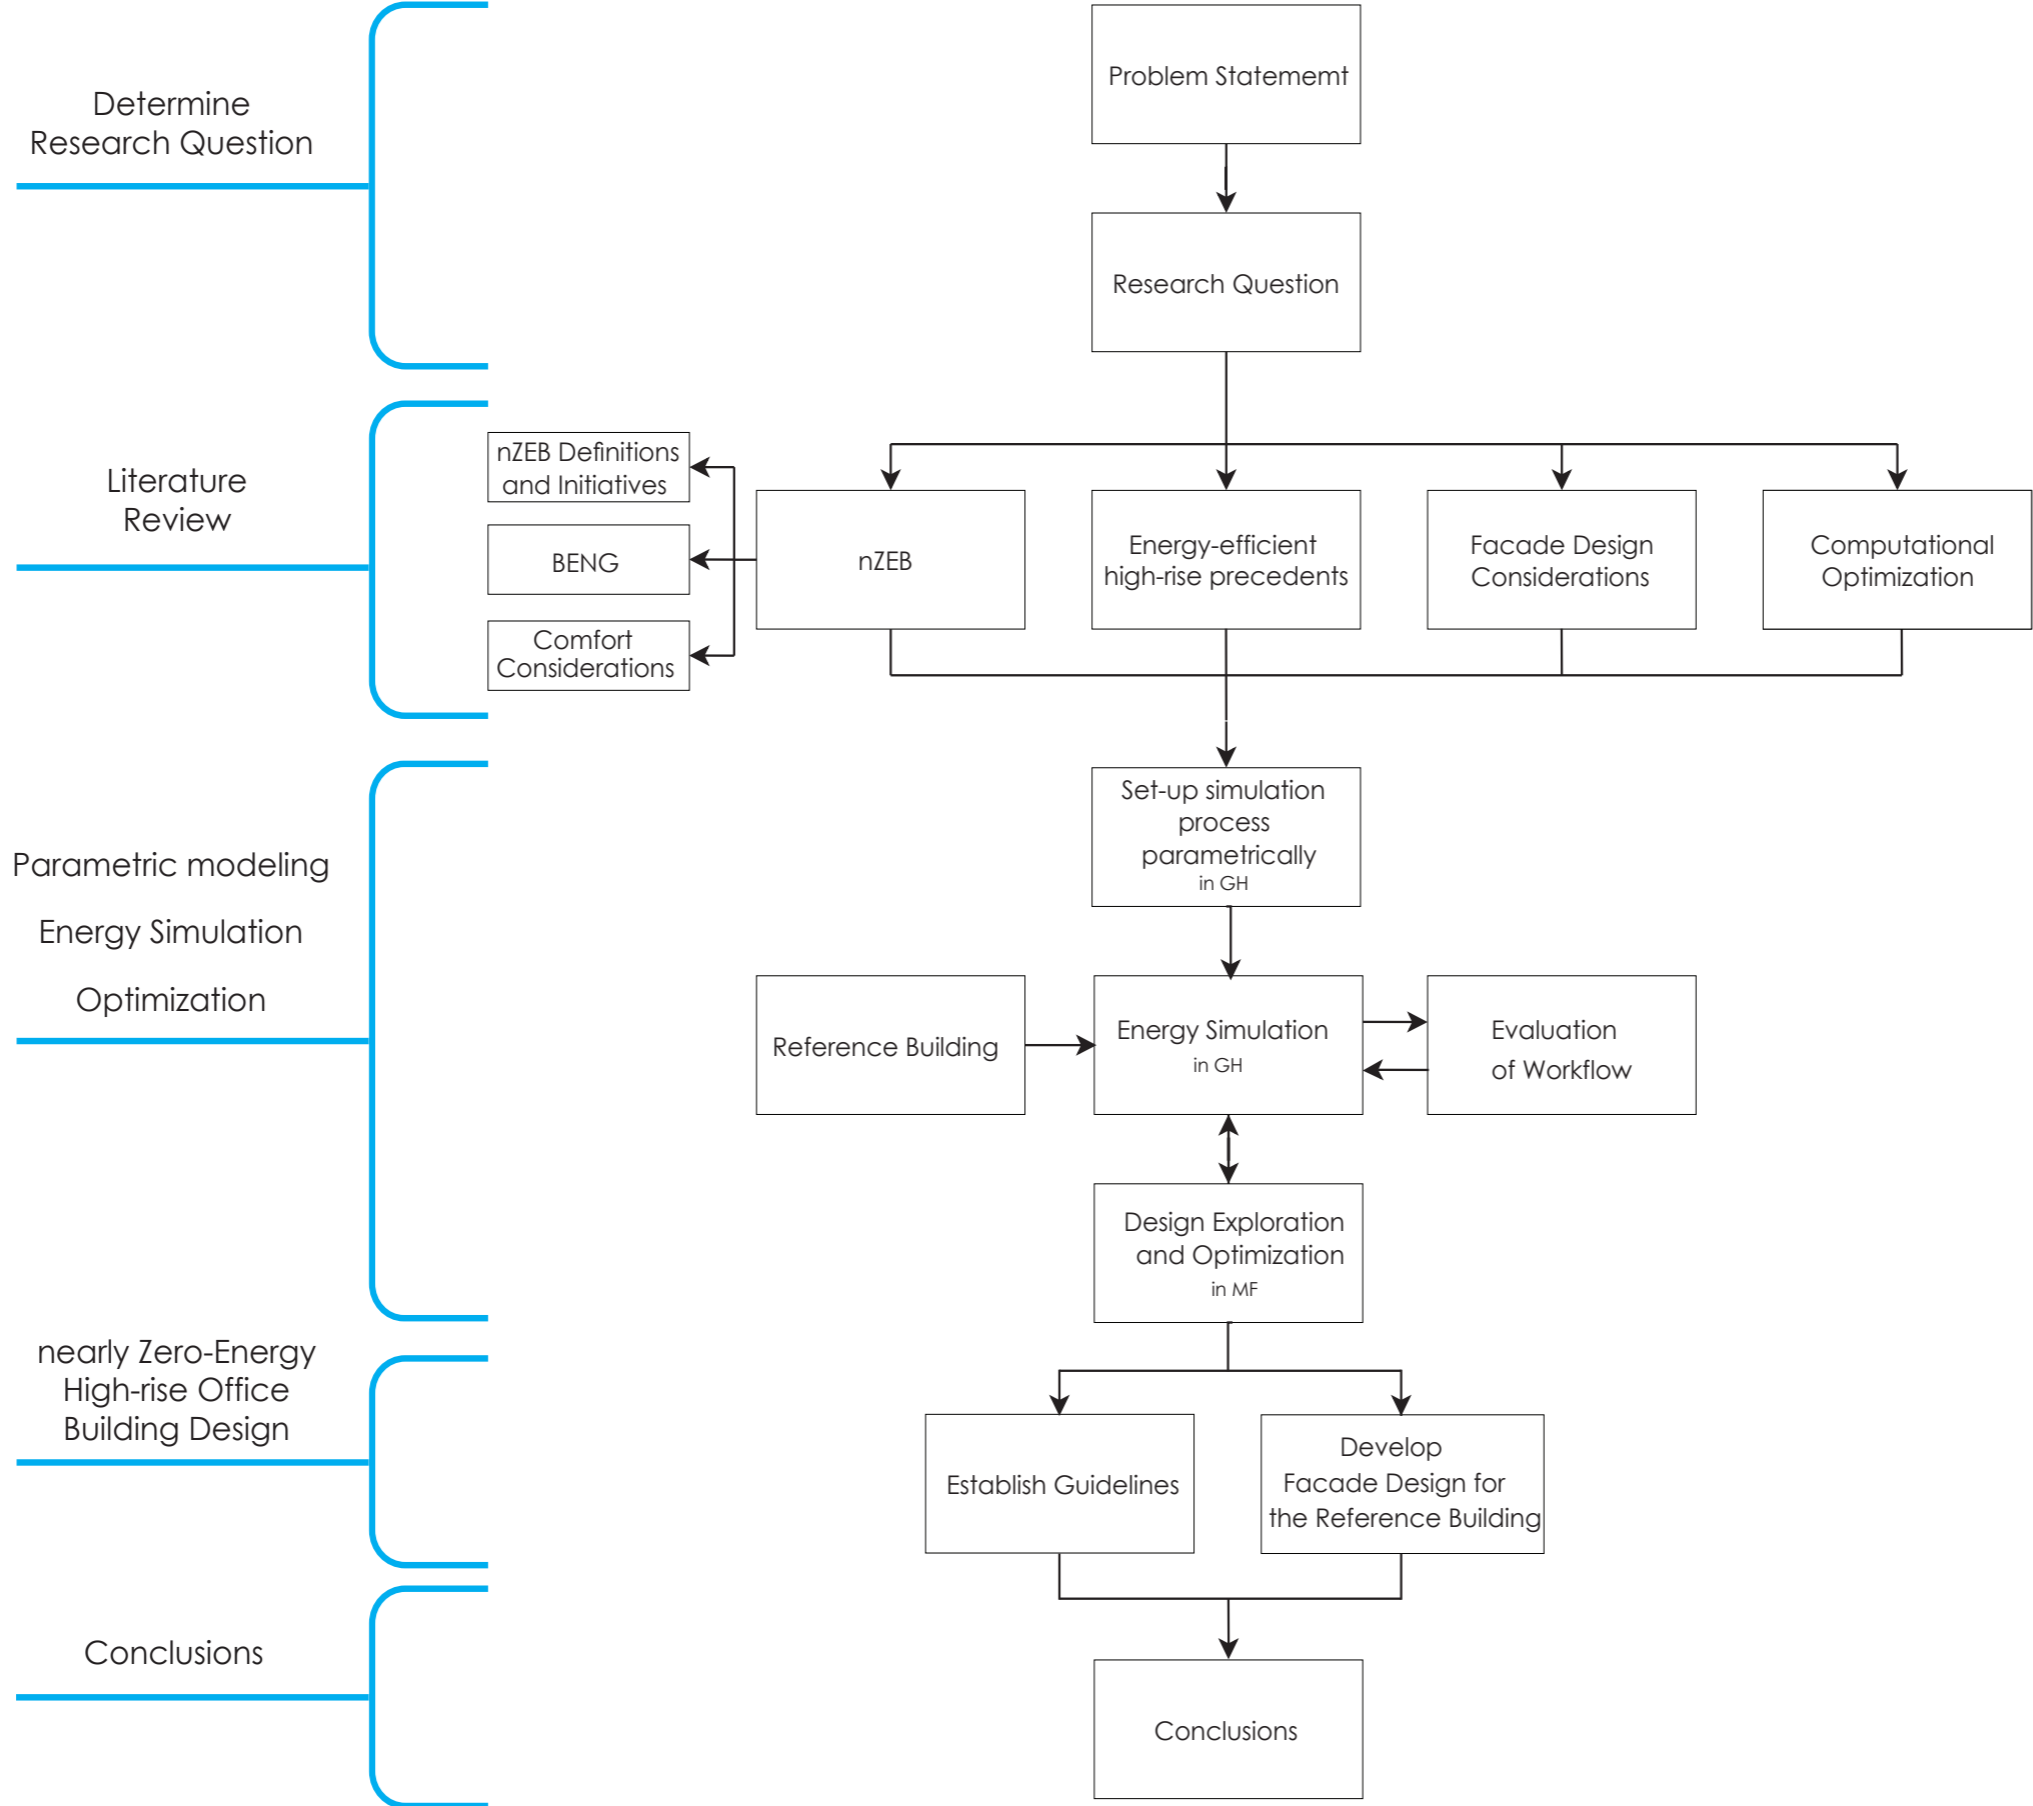 Determine
Research Question
Problem Statememt
Research Question
Literature
Review
nZEB Definitions
and Initiatives
BENG
Comfort
Considerations
nZEB
Energy-efficient
high-rise precedents
Facade Design
Considerations
Computational
Optimization
Parametric modeling
Energy Simulation
Optimization
Set-up simulation
process
parametrically
in GH
Reference Building
Energy Simulation
in GH
Evaluation
of Workflow
Design Exploration
and Optimization
in MF
nearly Zero-Energy
High-rise Office
Building Design
Establish Guidelines
Develop
Facade Design for
the Reference Building
Conclusions
Conclusions